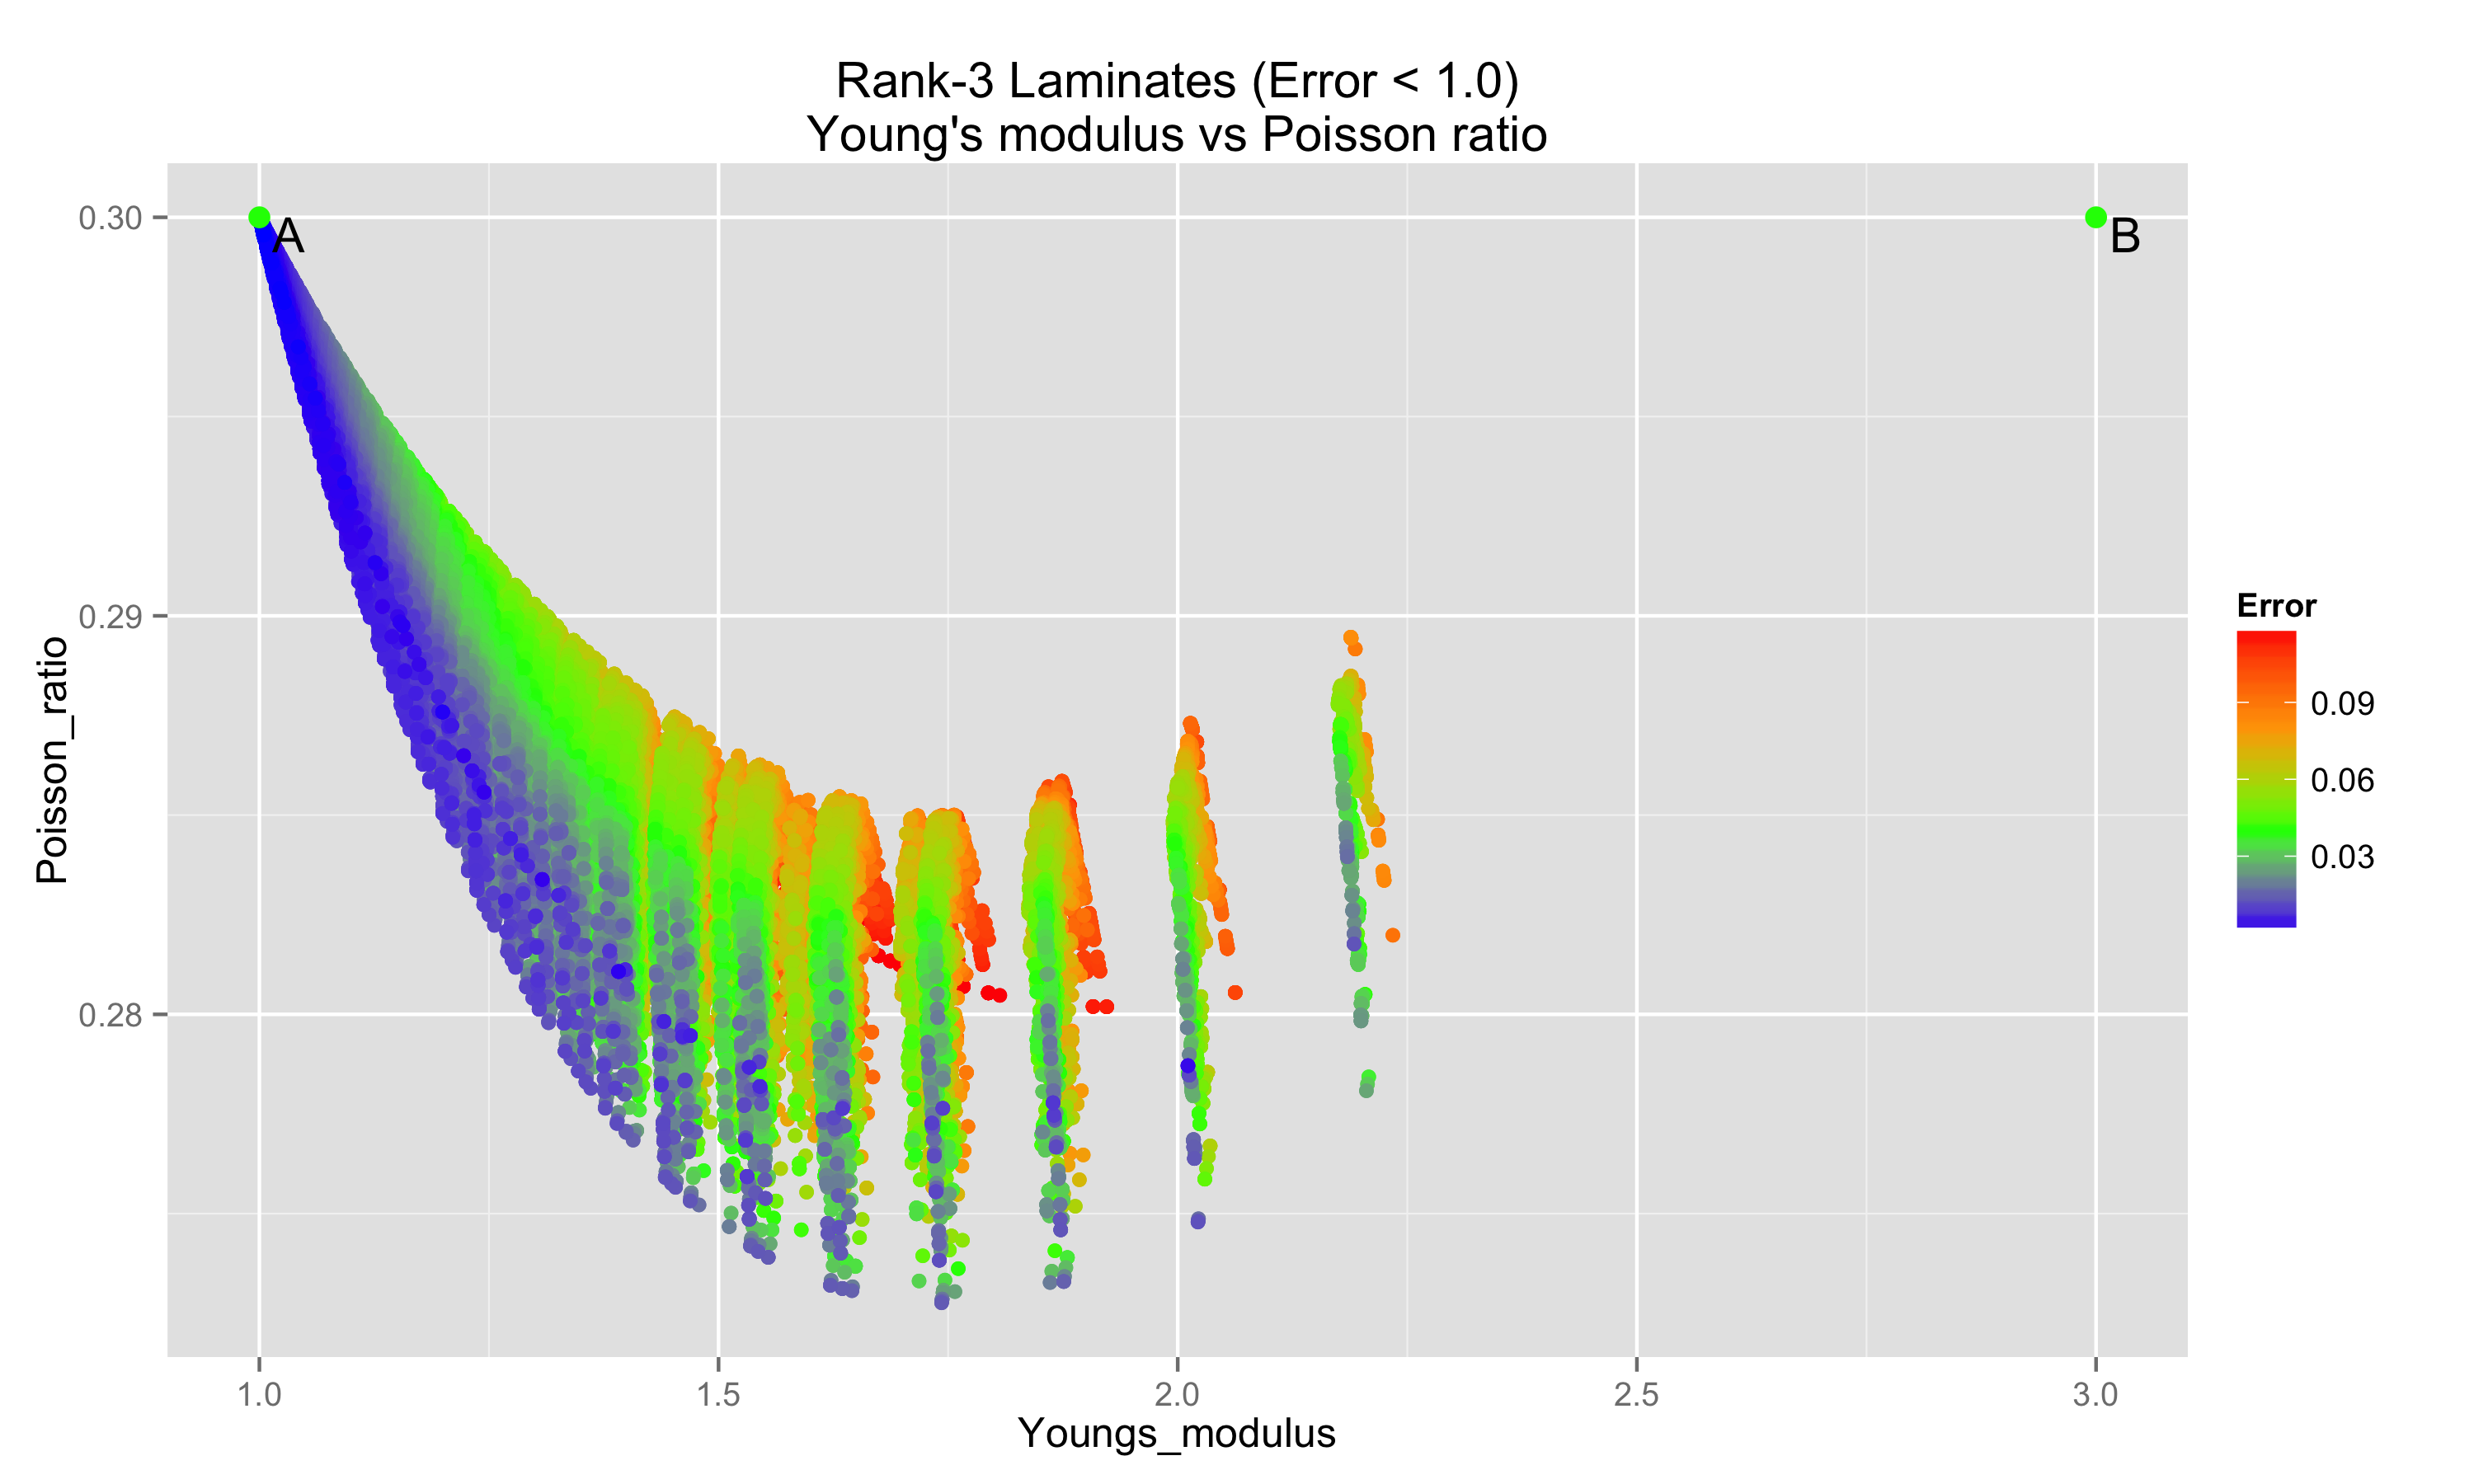 Rank-3 Laminates (Error < 1.0)
Young's modulus vs Poisson ratio
0.30
0.29
0.28
Poisson_ratio
A
B
1.0
1.5
2.0
2.5
3.0
Youngs_modulus
Error
0.09
0.06
0.03